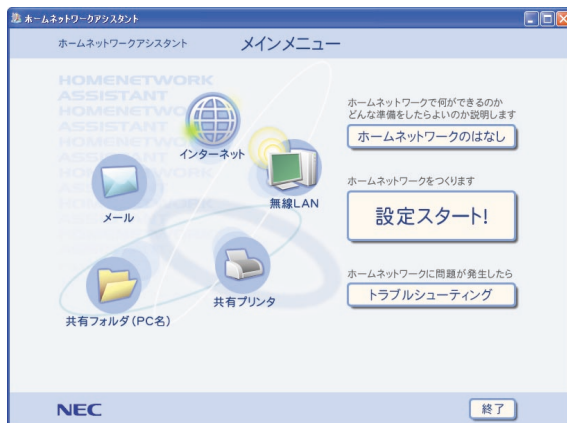 ホームネットワークアシスタント
ホームネットワークアシスタント メインメニュー
HOMENETWORK
ASSISTANT
HOMENETWORK
ASSISTANT
HOMENETWORK
インターネット
無線LAN
メール
共有プリンタ
共有フォルダ(PC名)
ホームネットワークで何ができるのか
どんな準備をしたらよいのか説明します
ホームネットワークのはなし
ホームネットワークをつくります
設定スタート!
ホームネットワークに問題が発生したら
トラブルシューティング
NEC
終了